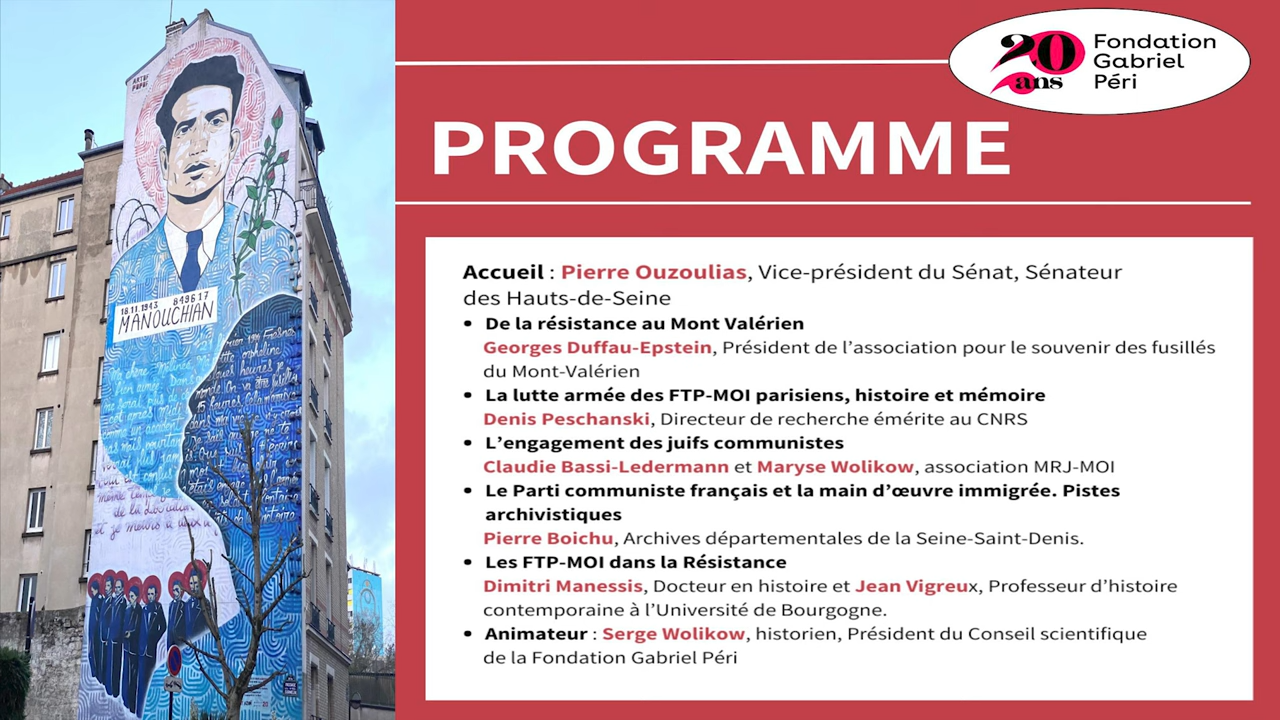 ARTOF
POPOF
18.11.1943 849617
MANOUCHIAN
20 ans
Fondation
Gabriel
Péri
PROGRAMME
Accueil : Pierre Ouzoulias, Vice-président du Sénat, Sénateur
des Hauts-de-Seine
• De la résistance au Mont Valérien
Georges Duffau-Epstein, Président de l’association pour le souvenir des fusillés
du Mont-Valérien
• La lutte armée des FTP-MOI parisiens, histoire et mémoire
Denis Peschanski, Directeur de recherche émérite au CNRS
• L’engagement des juifs communistes
Claudie Bassi-Ledermann et Maryse Wolikow, association MRJ-MOI
• Le Parti communiste français et la main d’œuvre immigrée. Pistes
archivistiques
Pierre Boichu, Archives départementales de la Seine-Saint-Denis.
• Les FTP-MOI dans la Résistance
Dimitri Manessis, Docteur en histoire et Jean Vigreux, Professeur d’histoire
contemporaine à l’Université de Bourgogne.
• Animateur : Serge Wolikow, historien, Président du Conseil scientifique
de la Fondation Gabriel Péri